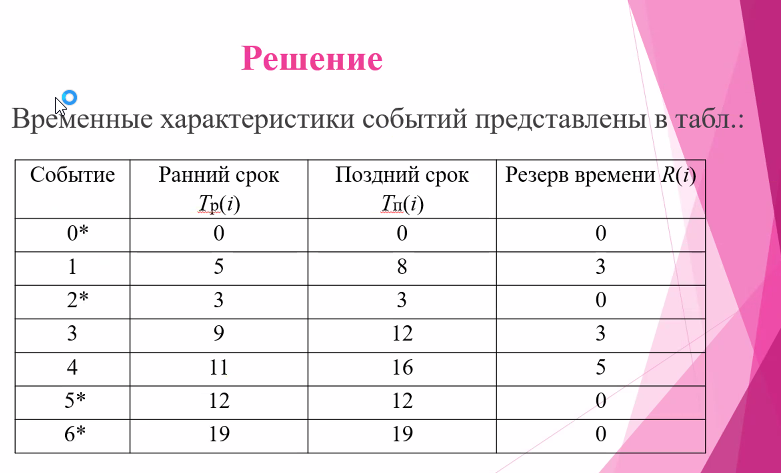 Решение
Временные характеристики событий представлены в табл.:
Событие Ранний срок Поздний срок Резерв времени R(i)
Tр(i) Tп(i)
0* 0 0 0
1 5 8 3
2* 3 3 0
3 9 12 3
4 11 16 5
5* 12 12 0
6* 19 19 0